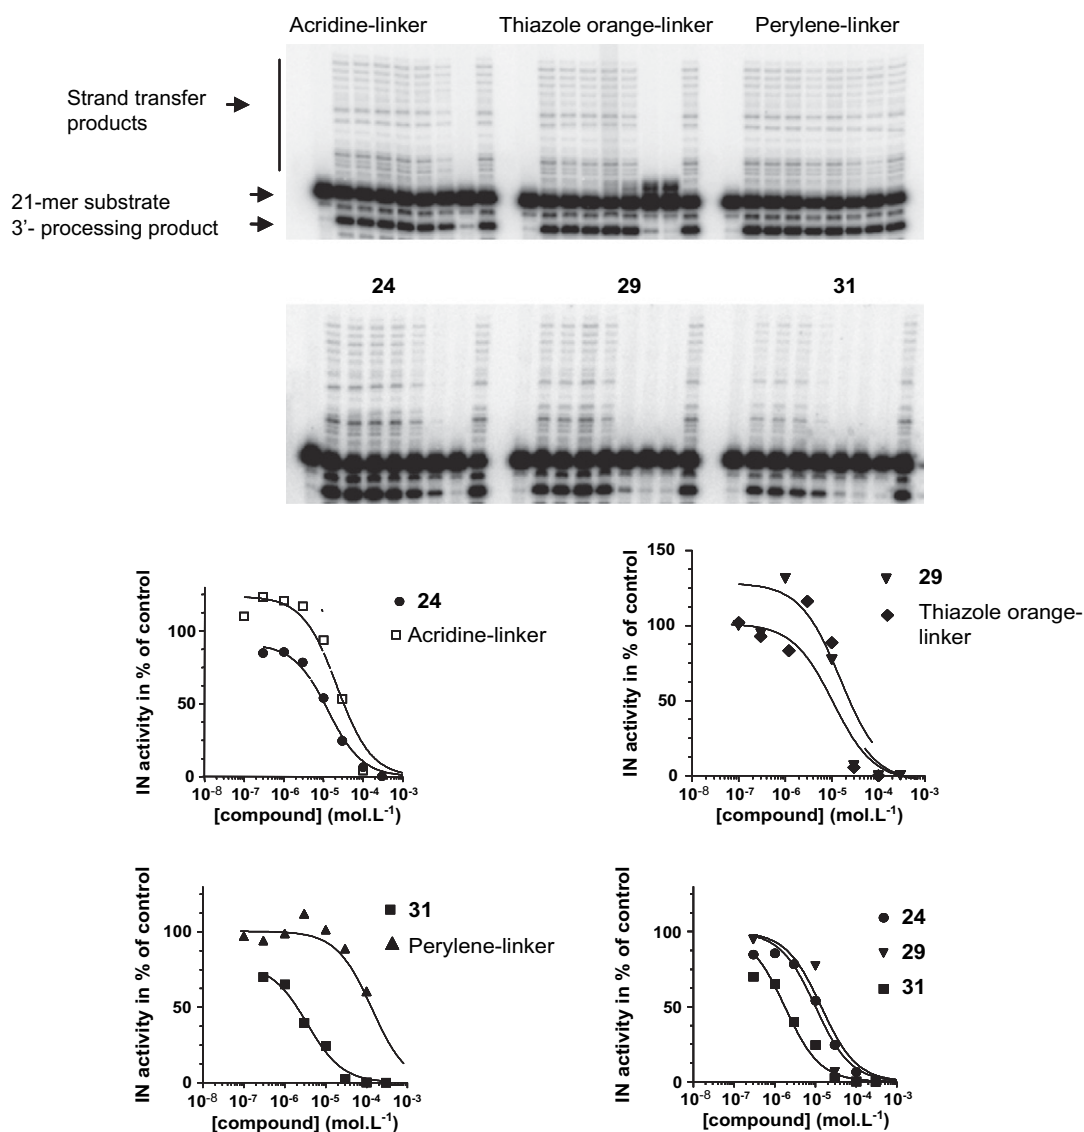 Acridine-linker Thiazole orange-linker Perylene-linker
Strand transfer
products
21-mer substrate
3'- processing product
24 29 31
IN activity in % of control
100
50
0
10-8 10-7 10-6 10-5 10-4 10-3
[compound] (mol.L-1)
24
Acridine-linker
IN activity in % of control
150
100
50
0
10-8 10-7 10-6 10-5 10-4 10-3
[compound] (mol.L-1)
29
Thiazole orange-
linker
IN activity in % of control
100
50
0
10-8 10-7 10-6 10-5 10-4 10-3
[compound] (mol.L-1)
31
Perylene-linker
IN activity in % of control
100
50
0
10-8 10-7 10-6 10-5 10-4 10-3
[compound] (mol.L-1)
24
29
31